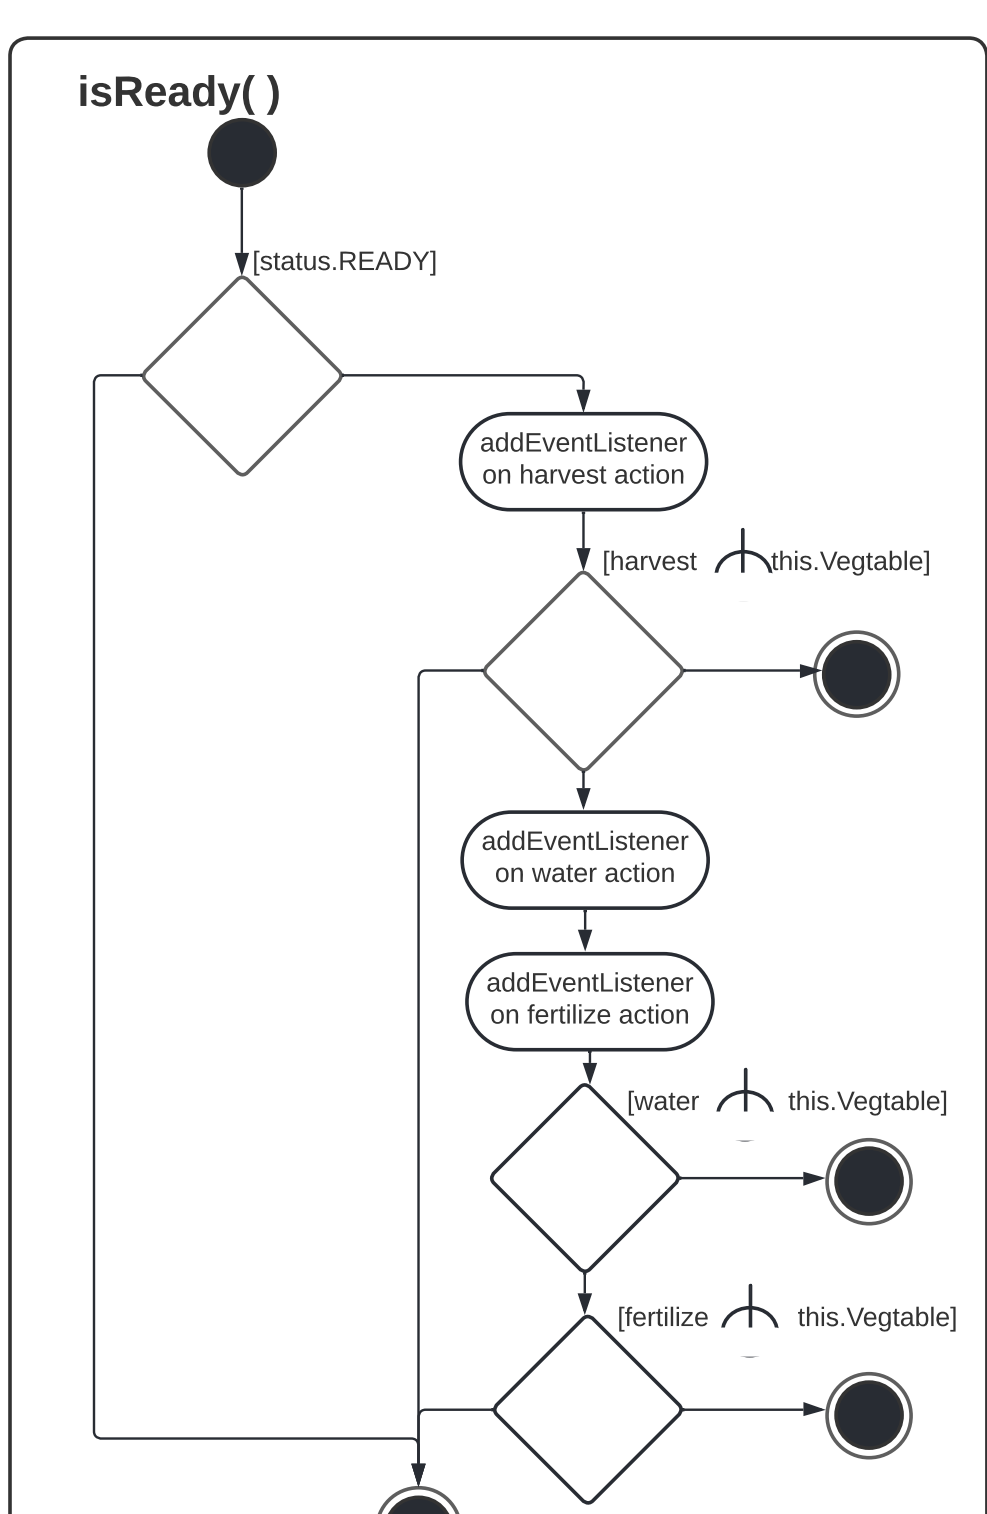 isReady( )
[status.READY]
addEventListener
on harvest action
[harvest this.Vegtable]
addEventListener
on water action
addEventListener
on fertilize action
[water this.Vegtable]
[fertilize this.Vegtable]